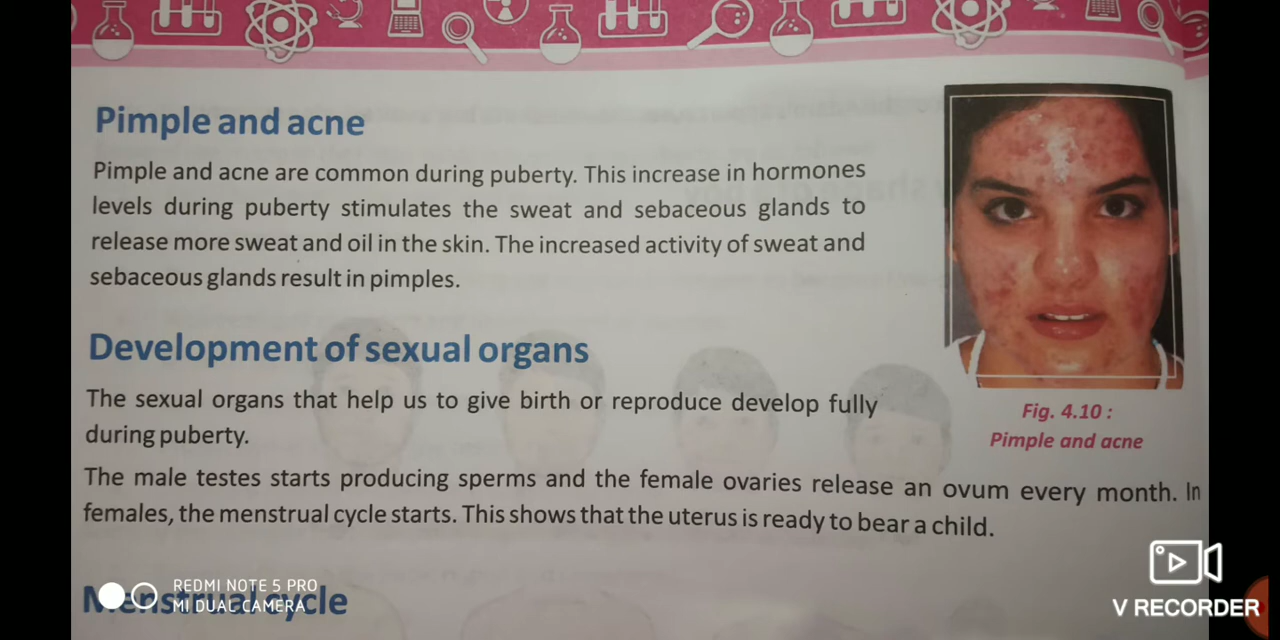 Pimple and acne
Pimple and acne are common during puberty. This increase in hormones
levels during puberty stimulates the sweat and sebaceous glands to
release more sweat and oil in the skin. The increased activity of sweat and
sebaceous glands result in pimples.
Fig. 4.10 :
Pimple and acne
Development of sexual organs
The sexual organs that help us to give birth or reproduce develop fully
during puberty.
The male testes starts producing sperms and the female ovaries release an ovum every month. In
females, the menstrual cycle starts. This shows that the uterus is ready to bear a child.
Menstrual cycle
REDMI NOTE 5 PRO
MI DUAL CAMERA
V RECORDER